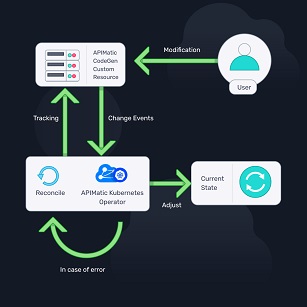 Modification
APIMatic
CodeGen
Custom
Resource
User
Tracking
Change Events
Reconcile
APIMatic Kubernetes
Operator
Current
State
Adjust
In case of error